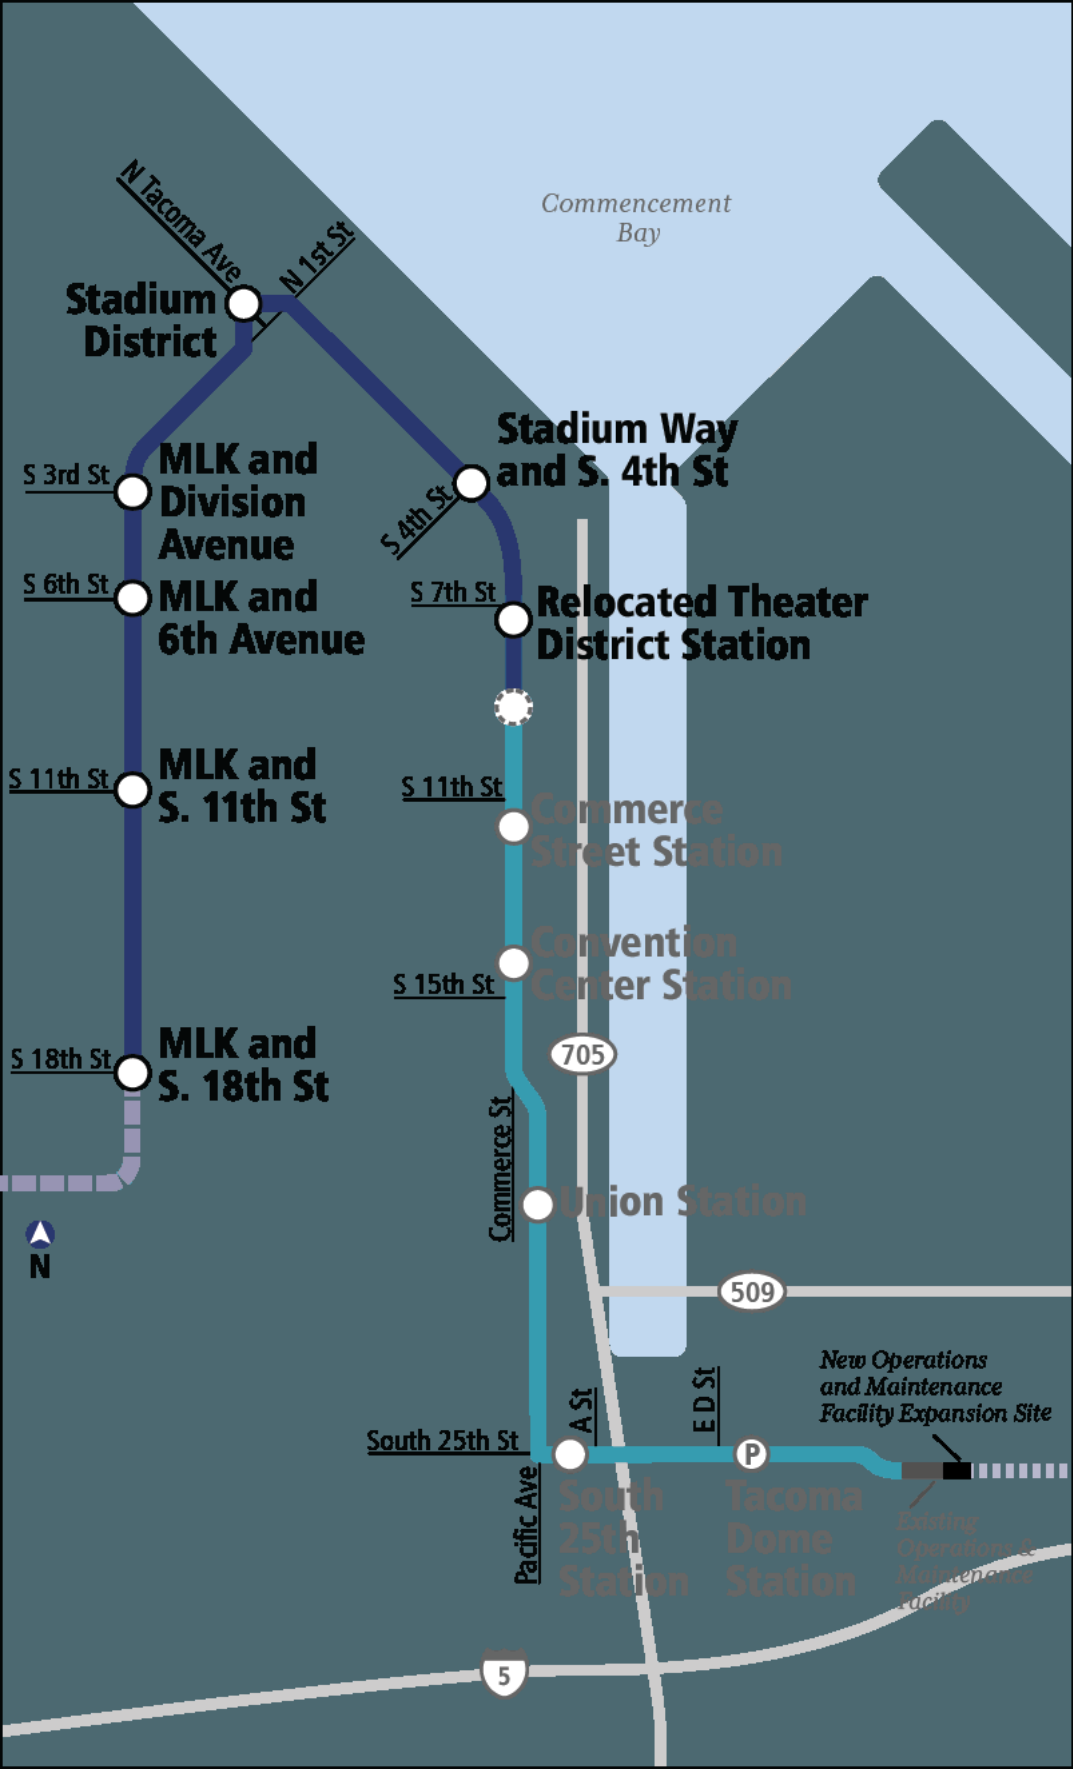 Commencement
Bay
N Tacoma Ave
N 1st St
Stadium
District
Stadium Way
and S. 4th St
S 4th St
S 3rd St
MLK and
Division
Avenue
S 6th St
MLK and
6th Avenue
S 7th St
Relocated Theater
District Station
S 11th St
MLK and
S. 11th St
S 11th St
Commerce
Street Station
Convention
Center Station
S 15th St
705
S 18th St
MLK and
S. 18th St
Commerce St
Union Station
N
509
New Operations
and Maintenance
Facility Expansion Site
A St
E D St
South 25th St
P
Pacific Ave
South
25th
Station
Tacoma
Dome
Station
Existing
Operations &
Maintenance
Facility
5